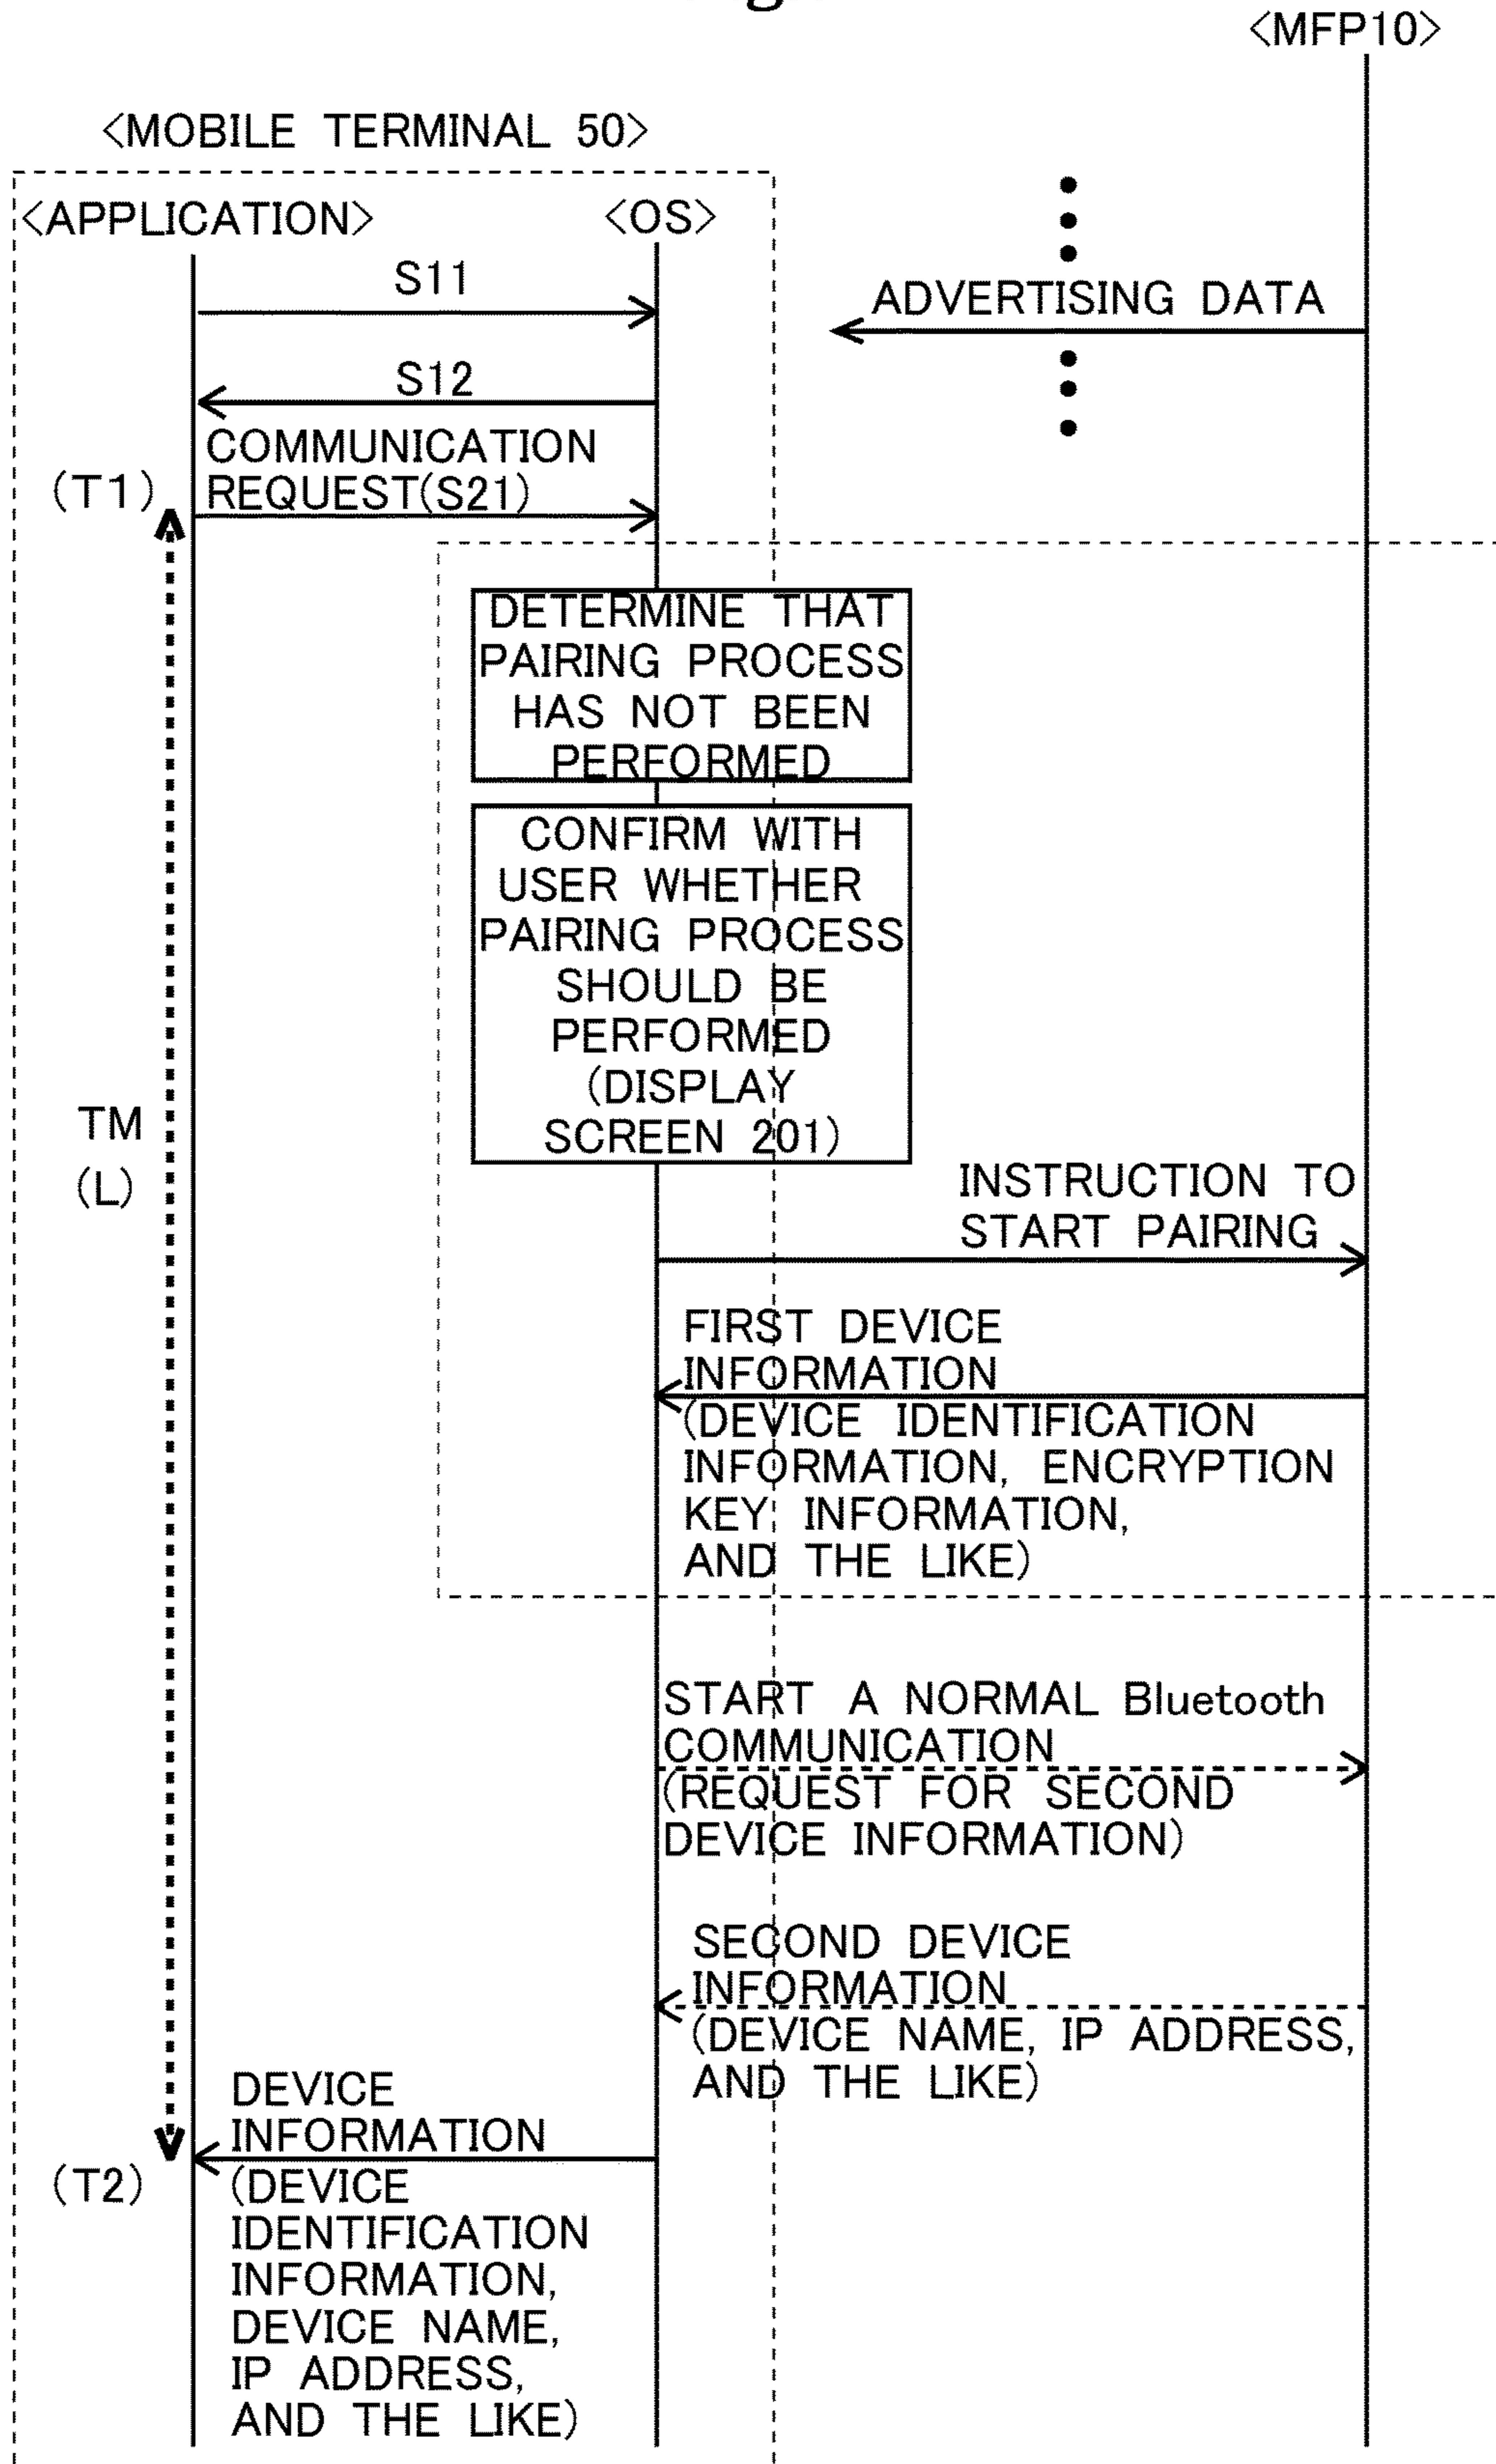 <MFP10>
<MOBILE TERMINAL 50>
<APPLICATION>
<OS>
S11
ADVERTISING DATA
S12
COMMUNICATION
REQUEST(S21)
(T1)
DETERMINE THAT
PAIRING PROCESS
HAS NOT BEEN
PERFORMED
CONFIRM WITH
USER WHETHER
PAIRING PROCESS
SHOULD BE
PERFORMED
(DISPLAY
SCREEN 201)
TM
(L)
INSTRUCTION TO
START PAIRING
FIRST DEVICE
INFORMATION
(DEVICE IDENTIFICATION
INFORMATION, ENCRYPTION
KEY INFORMATION,
AND THE LIKE)
START A NORMAL Bluetooth
COMMUNICATION
(REQUEST FOR SECOND
DEVICE INFORMATION)
SECOND DEVICE
INFORMATION
(DEVICE NAME, IP ADDRESS,
AND THE LIKE)
DEVICE
INFORMATION
(T2)
(DEVICE
IDENTIFICATION
INFORMATION,
DEVICE NAME,
IP ADDRESS,
AND THE LIKE)